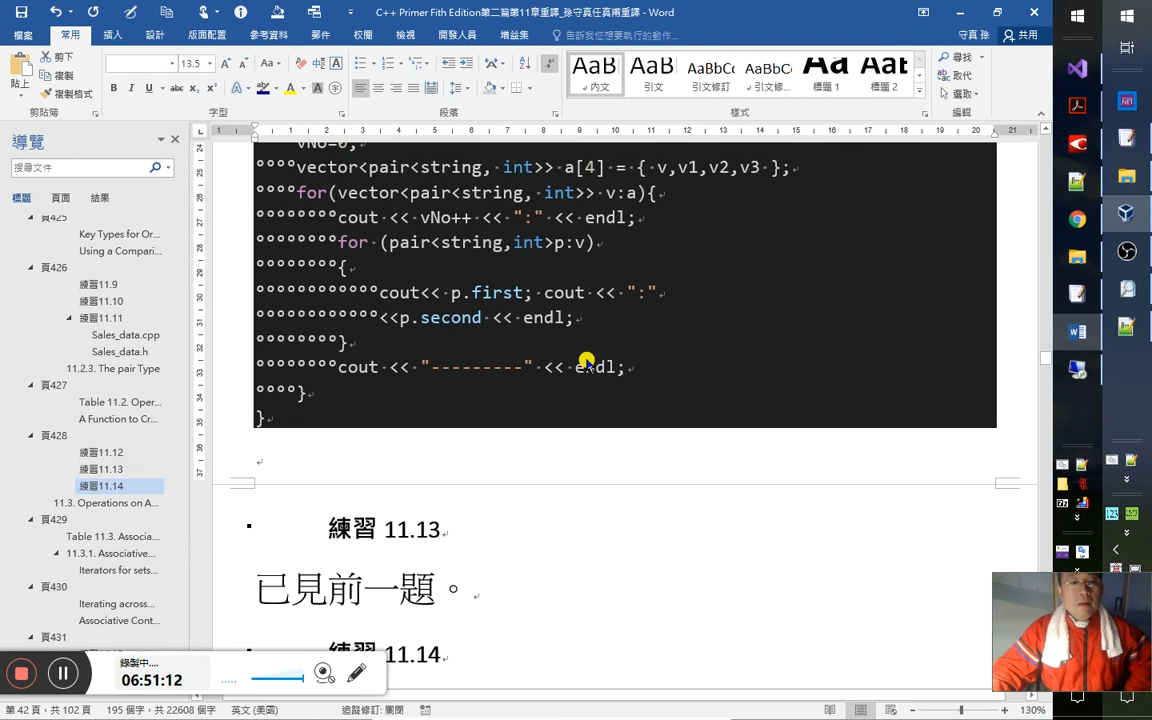 C++ Primer Fith Edition第二篇第11章重譯_孫守真任真甫重譯 - Word
檔案 常用 插入 設計 版面配置 參考資料 郵件 校閱 檢視 開發人員 增益集 告訴我您想要執行的動作... 守真 孫 共用
貼上 剪下 複製 複製格式
13.5
AaB AaB AaBbC AaBbC AaB AaB
內文 引文 引文修訂 引文修... 標題 1 標題 2
尋找 取代 選取
剪貼簿 字型 段落 樣式 編輯
導覽
搜尋文件
標題 頁面 結果
頁425
Key Types for Or...
Using a Compari...
頁426
練習11.9
練習11.10
練習11.11
Sales_data.cpp
Sales_data.h
11.2.3. The pair Type
頁427
Table 11.2. Oper...
A Function to Cr...
頁428
練習11.12
練習11.13
練習11.14
11.3. Operations on A...
頁429
Table 11.3. Associa...
11.3.1. Associative...
Iterators for sets...
頁430
Iterating across...
Associative Cont...
頁431
vNo=0;
vector<pair<string, int>> a[4] = { v,v1,v2,v3 };
for(vector<pair<string, int>> v:a){
cout << vNo++ << ":" << endl;
for (pair<string,int>p:v)
{
cout<< p.first; cout << ":"
<<p.second << endl;
}
cout << "---------" << endl;
}
}
練習 11.13
已見前一題。
練習 11.14
錄製中....
06:51:12
第 42 頁，共 102 頁 195 個字，共 22608 個字 英文 (美國) 追蹤修訂: 關閉 130%